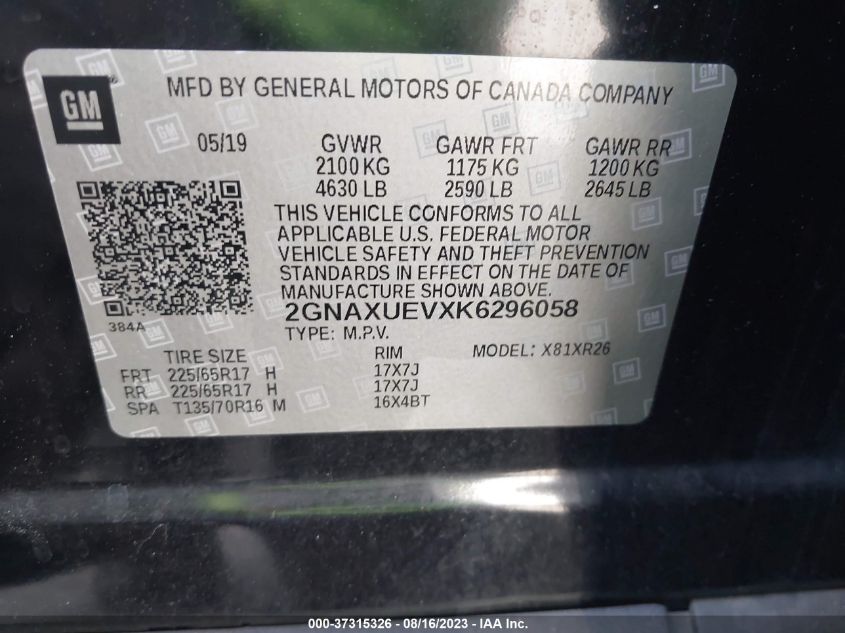 GM
MFD BY GENERAL MOTORS OF CANADA COMPANY
05/19 GVWR GAWR FRT GAWR RR
2100 KG 1175 KG 1200 KG
4630 LB 2590 LB 2645 LB
THIS VEHICLE CONFORMS TO ALL
APPLICABLE U.S. FEDERAL MOTOR
VEHICLE SAFETY AND THEFT PREVENTION
STANDARDS IN EFFECT ON THE DATE OF
MANUFACTURE SHOWN ABOVE.
2GNAXUEVXK6296058
384A
TYPE: M.P.V.
TIRE SIZE RIM MODEL: X81XR26
FRT 225/65R17 H 17X7J
RR 225/65R17 H 17X7J
SPA T135/70R16 M 16X4BT
000-37315326 - 08/16/2023 - © IAA Inc.